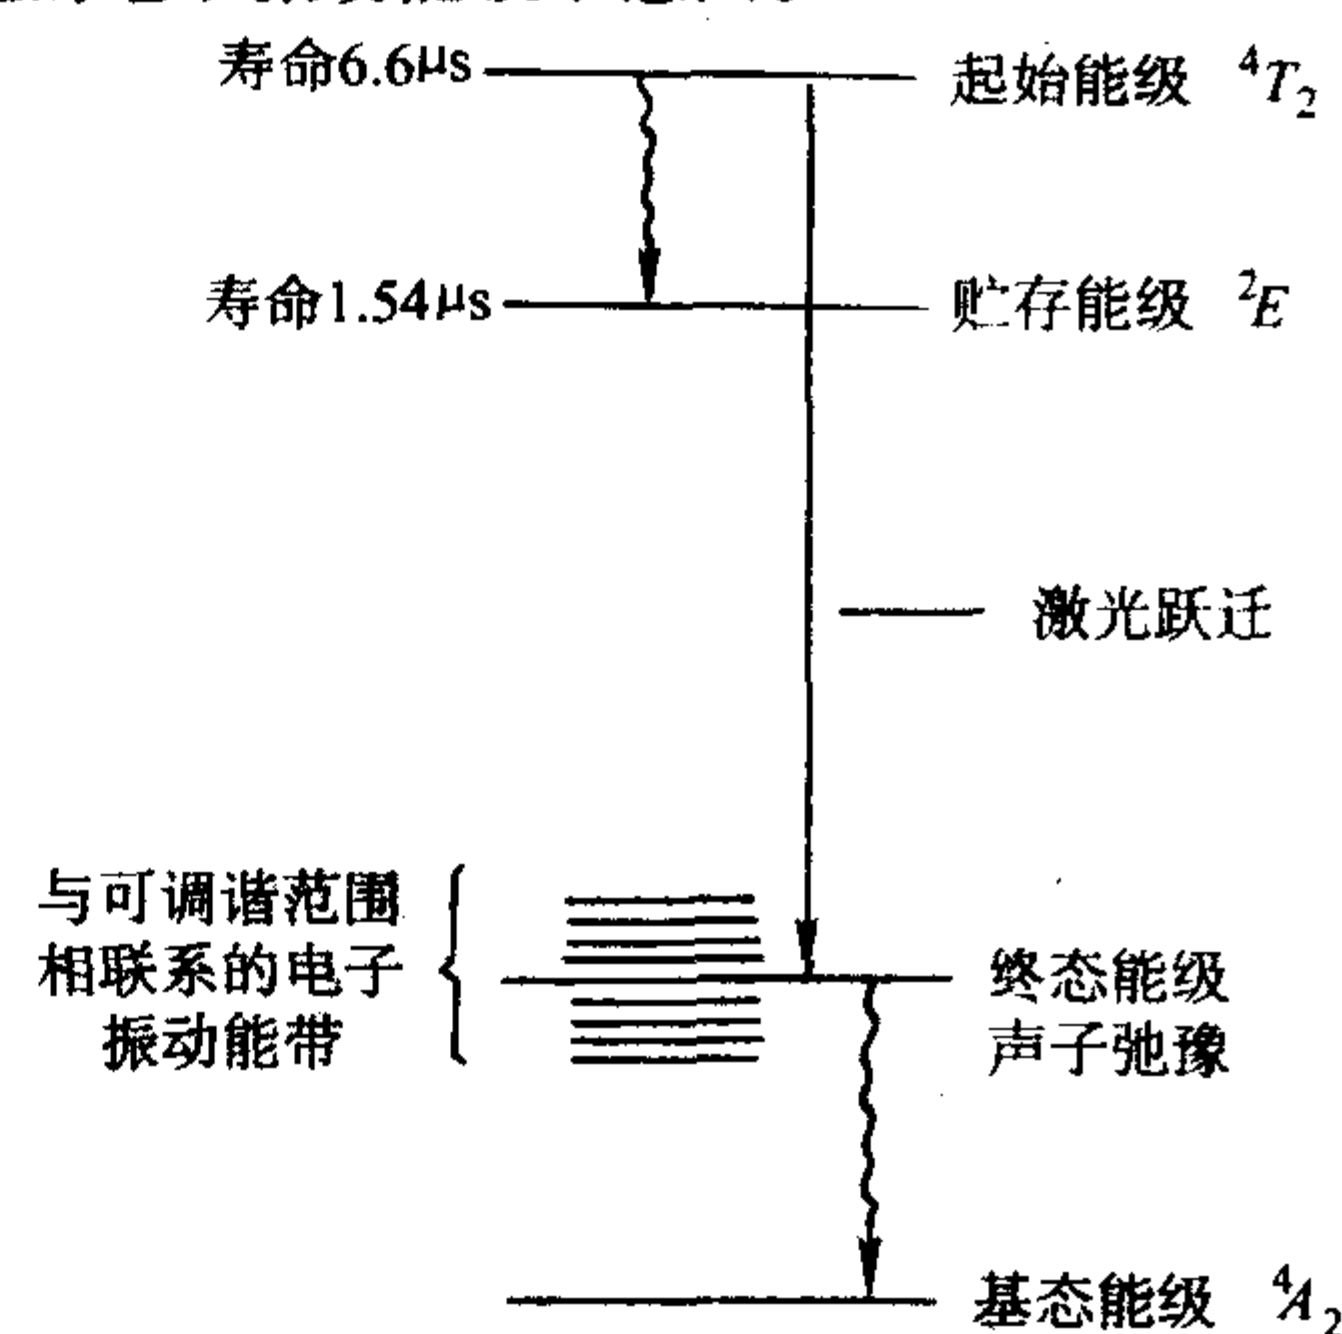 寿命6.6μs
起始能级 ⁴T₂
寿命1.54μs
贮存能级 ²E
激光跃迁
与可调谐范围
相联系的电子
振动能带
终态能级
声子弛豫
基态能级 ⁴A₂